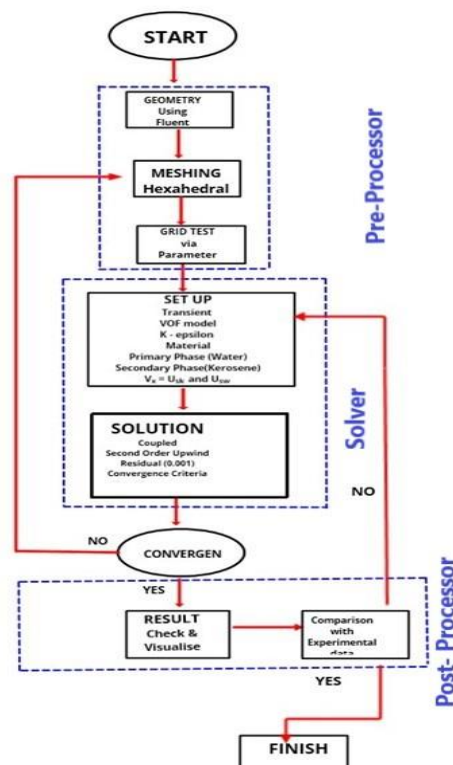 START
GEOMETRY
Using
Fluent
MESHING
Hexahedral
GRID TEST
via
Parameter
Pre-Processor
SET UP
Transient
VOF model
K - epsilon
Material
Primary Phase (Water)
Secondary Phase(Kerosene)
Vx = Usk and Usw
SOLUTION
Coupled
Second Order Upwind
Residual (0.001)
Convergence Criteria
Solver
NO
NO
CONVERGEN
YES
RESULT
Check &
Visualise
Comparison
with
Experimental
data
Post- Processor
YES
FINISH